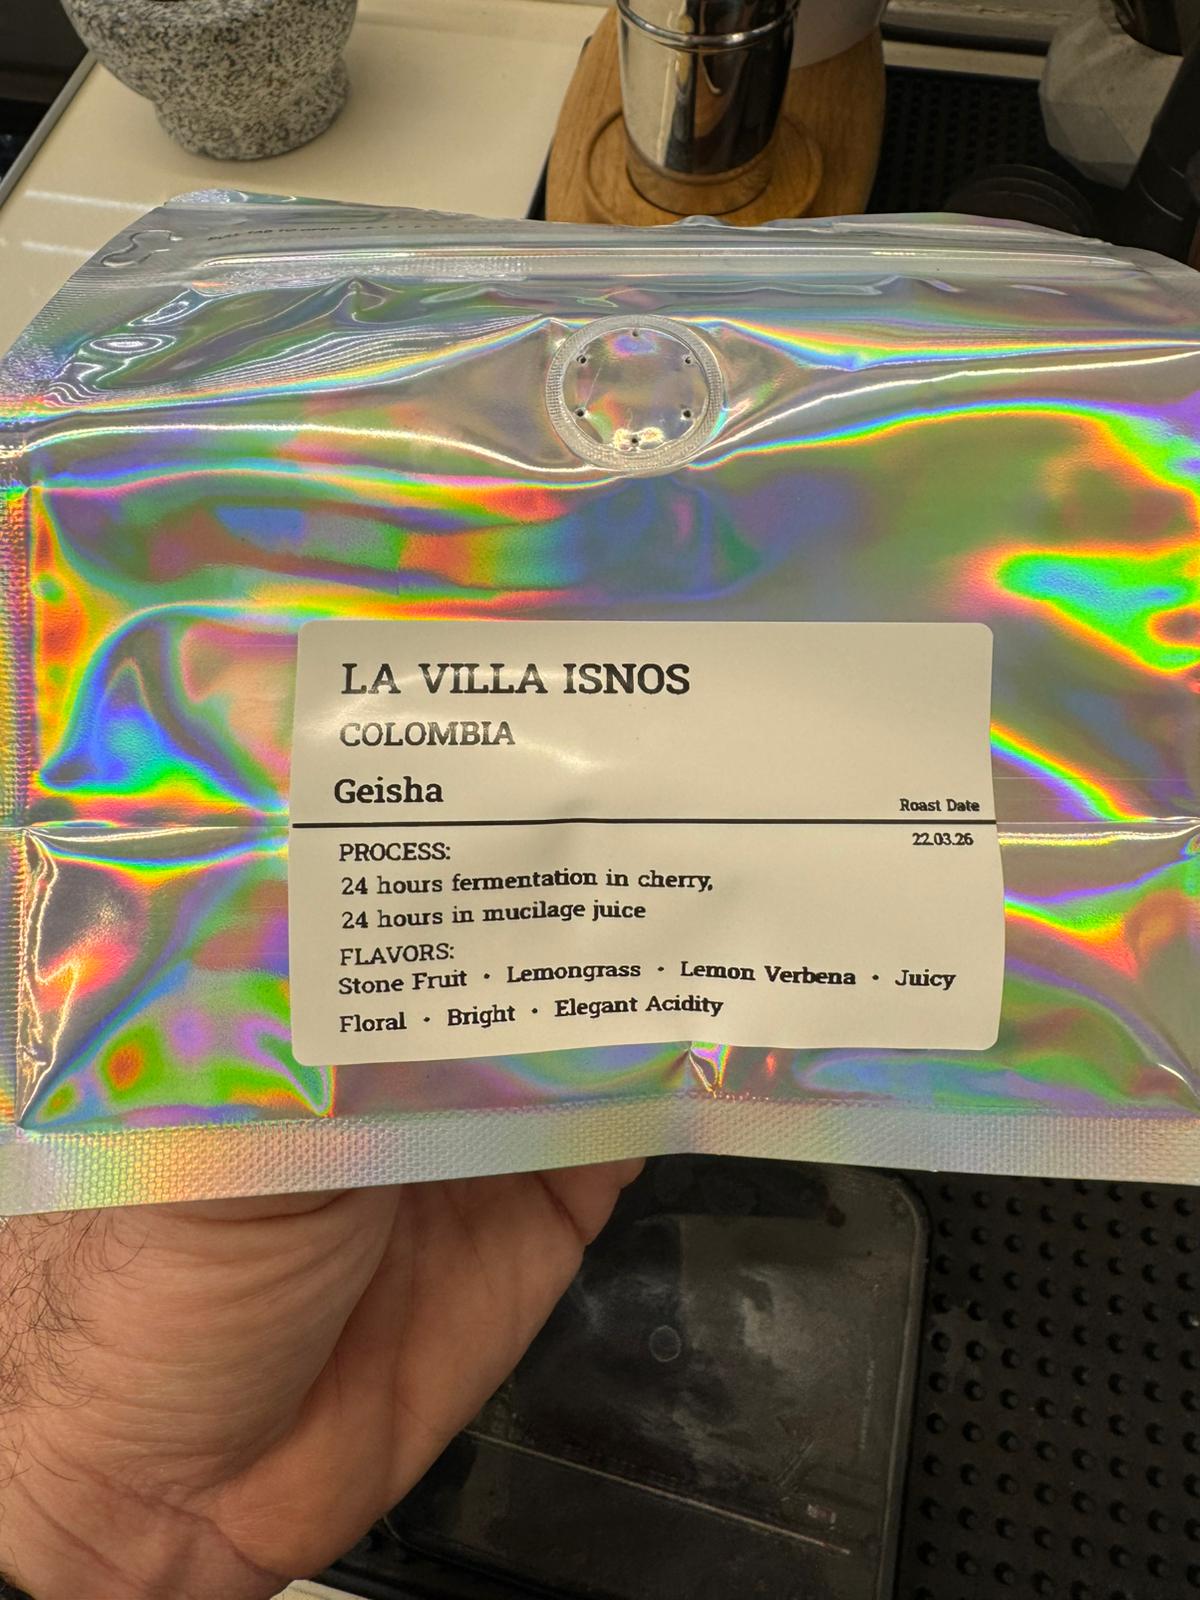 LA VILLA ISNOS
COLOMBIA
Geisha
Roast Date
22.03.26
PROCESS:
24 hours fermentation in cherry,
24 hours in mucilage juice
FLAVORS:
Stone Fruit · Lemongrass · Lemon Verbena · Juicy
Floral · Bright · Elegant Acidity